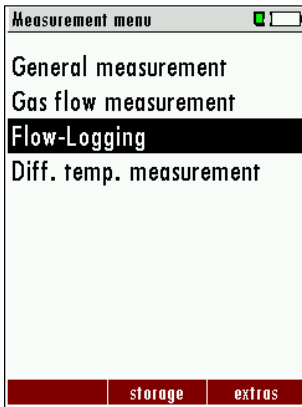 Measurement menu
General measurement
Gas flow measurement
Flow-Logging
Diff. temp. measurement
storage extras